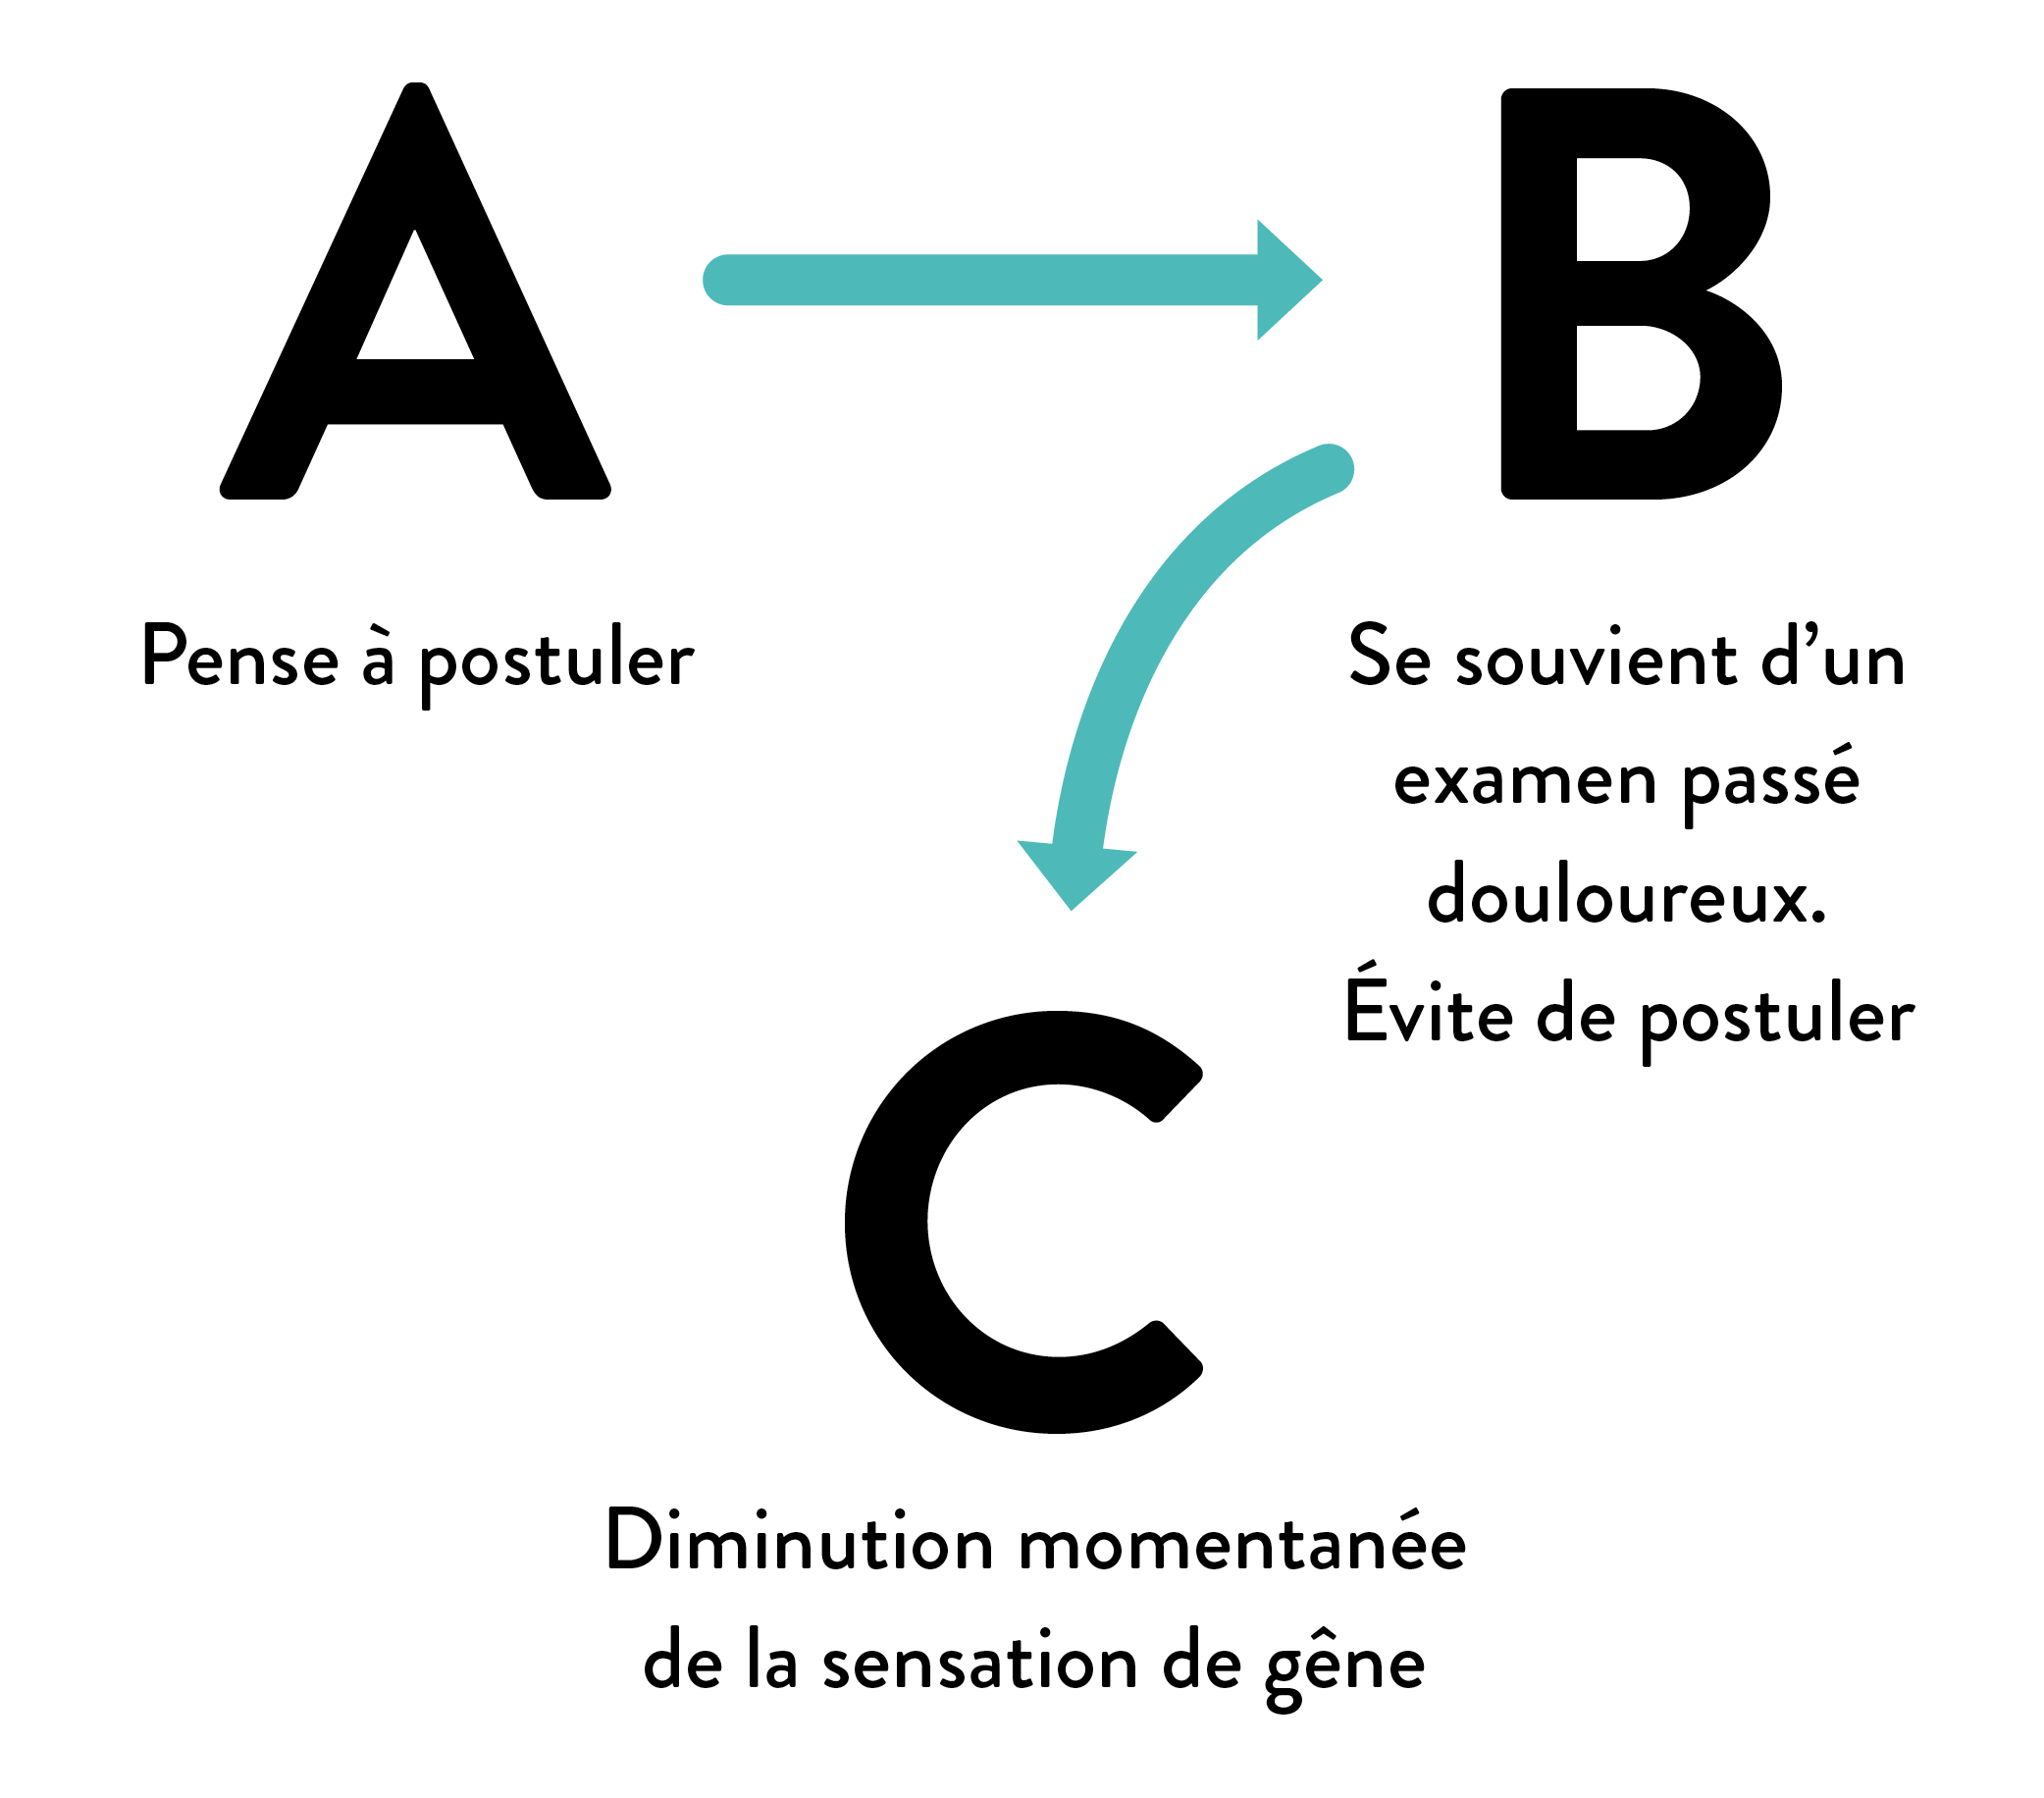 A
B
Pense à postuler
Se souvient d’un
examen passé
douloureux.
Évite de postuler
C
Diminution momentanée
de la sensation de gêne